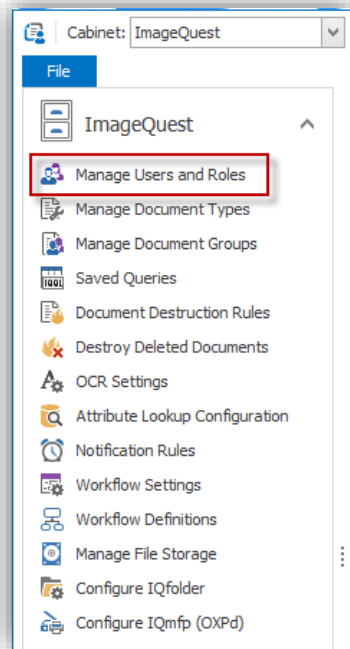 Cabinet: ImageQuest
File
ImageQuest
Manage Users and Roles
Manage Document Types
Manage Document Groups
Saved Queries
Document Destruction Rules
Destroy Deleted Documents
OCR Settings
Attribute Lookup Configuration
Notification Rules
Workflow Settings
Workflow Definitions
Manage File Storage
Configure IQfolder
Configure IQmfp (OXPd)